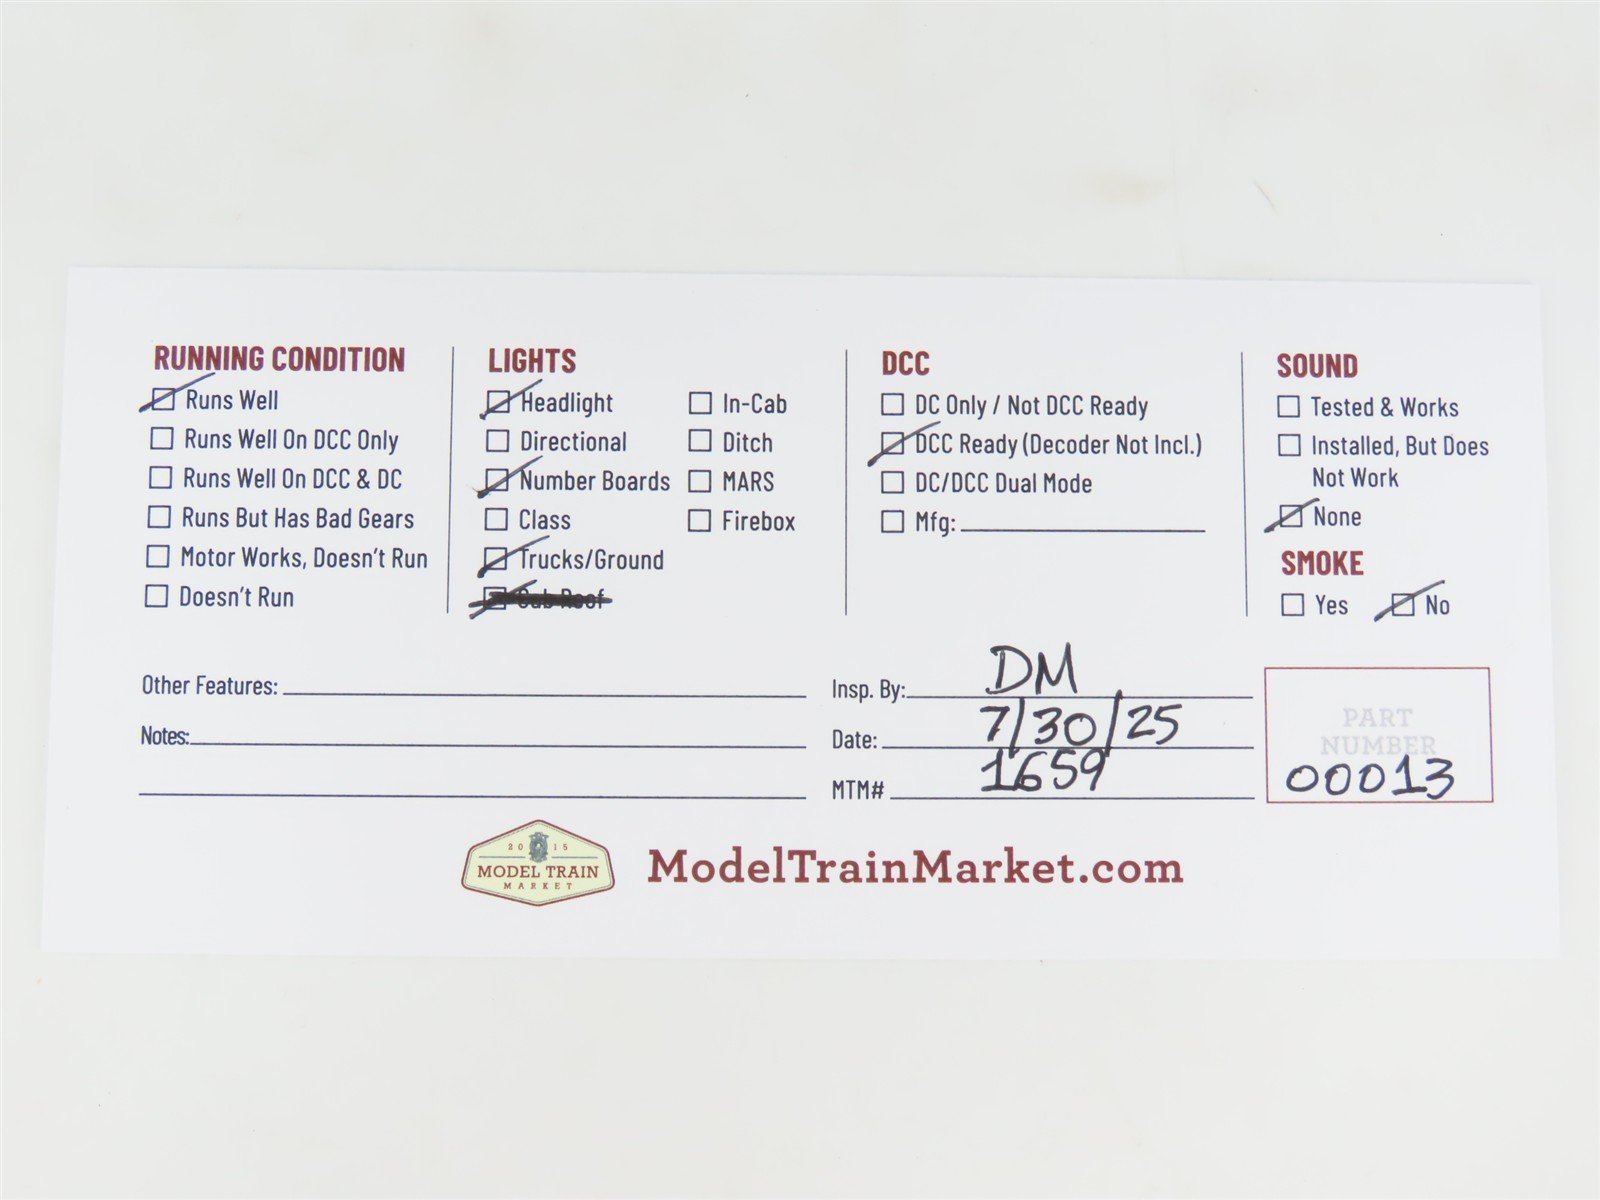 RUNNING CONDITION
Runs Well
Runs Well On DCC Only
Runs Well On DCC & DC
Runs But Has Bad Gears
Motor Works, Doesn't Run
Doesn't Run
LIGHTS
Headlight
Directional
Number Boards
Class
Trucks/Ground
Cab Roof
In-Cab
Ditch
MARS
Firebox
DCC
DC Only / Not DCC Ready
DCC Ready (Decoder Not Incl.)
DC/DCC Dual Mode
Mfg:
SOUND
Tested & Works
Installed, But Does
Not Work
None
SMOKE
Yes No
Other Features:
Notes:
Insp. By: DM
Date: 7/30/25
MTM# 1659
PART
NUMBER
00013
2015
MODEL TRAIN
MARKET
ModelTrainMarket.com